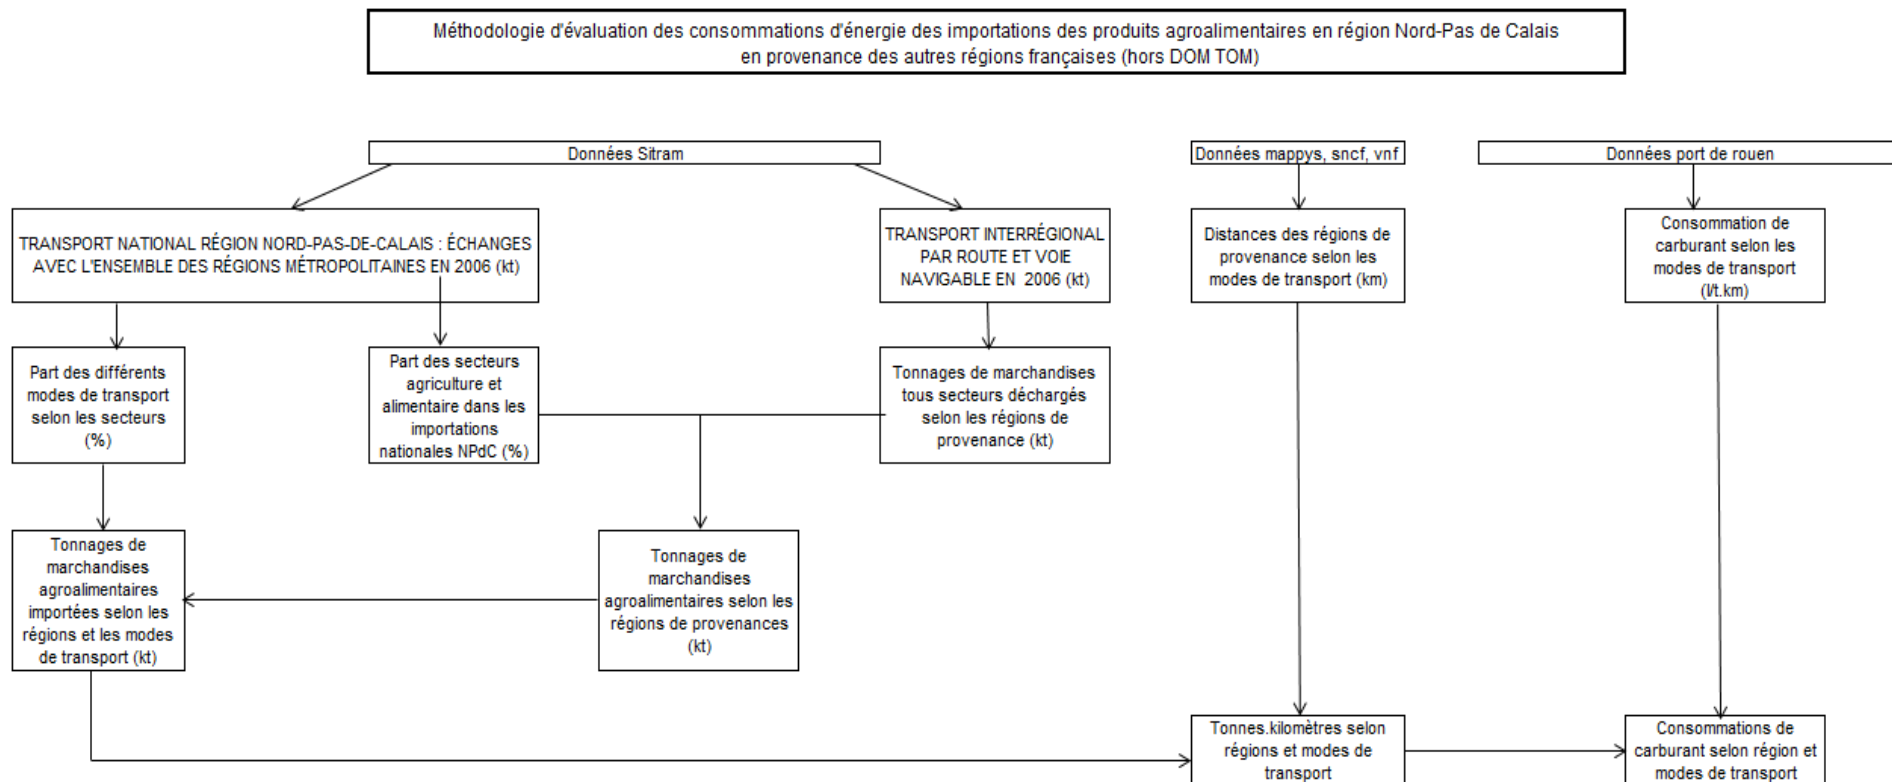 Méthodologie d'évaluation des consommations d'énergie des importations des produits agroalimentaires en région Nord-Pas de Calais
en provenance des autres régions françaises (hors DOM TOM)
Données Sitram
Données mappys, sncf, vnf
Données port de rouen
TRANSPORT NATIONAL RÉGION NORD-PAS-DE-CALAIS : ÉCHANGES
AVEC L'ENSEMBLE DES RÉGIONS MÉTROPOLITAINES EN 2006 (kt)
TRANSPORT INTERRÉGIONAL
PAR ROUTE ET VOIE
NAVIGABLE EN 2006 (kt)
Distances des régions de
provenance selon les
modes de transport (km)
Consommation de
carburant selon les
modes de transport
(l/t.km)
Part des différents
modes de transport
selon les secteurs
(%)
Part des secteurs
agriculture et
alimentaire dans les
importations
nationales NPdC (%)
Tonnages de marchandises
tous secteurs déchargés
selon les régions de
provenance (kt)
Tonnages de
marchandises
agroalimentaires
importées selon les
régions et les modes
de transport (kt)
Tonnages de
marchandises
agroalimentaires selon les
régions de provenances
(kt)
Tonnes.kilomètres selon
régions et modes de
transport
Consommations de
carburant selon région et
modes de transport